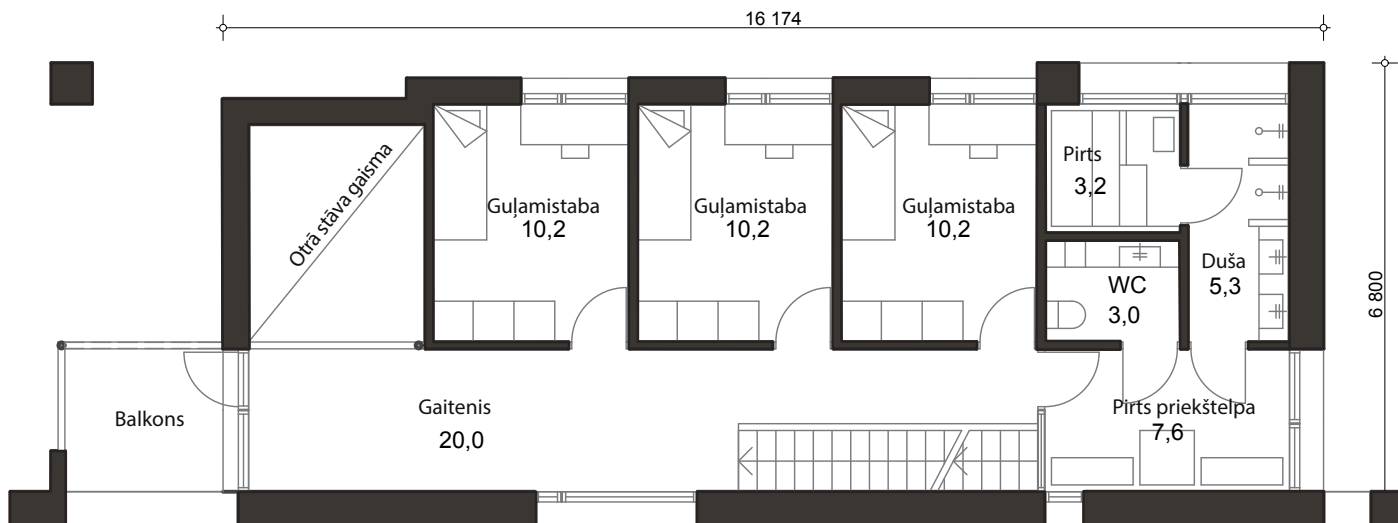 16 174
6 800
Otrā stāva gaisma
Guļamistaba
10,2
Guļamistaba
10,2
Guļamistaba
10,2
Pirts
3,2
Duša
5,3
WC
3,0
Balkons
Gaitenis
20,0
Pirts priekštelpa
7,6